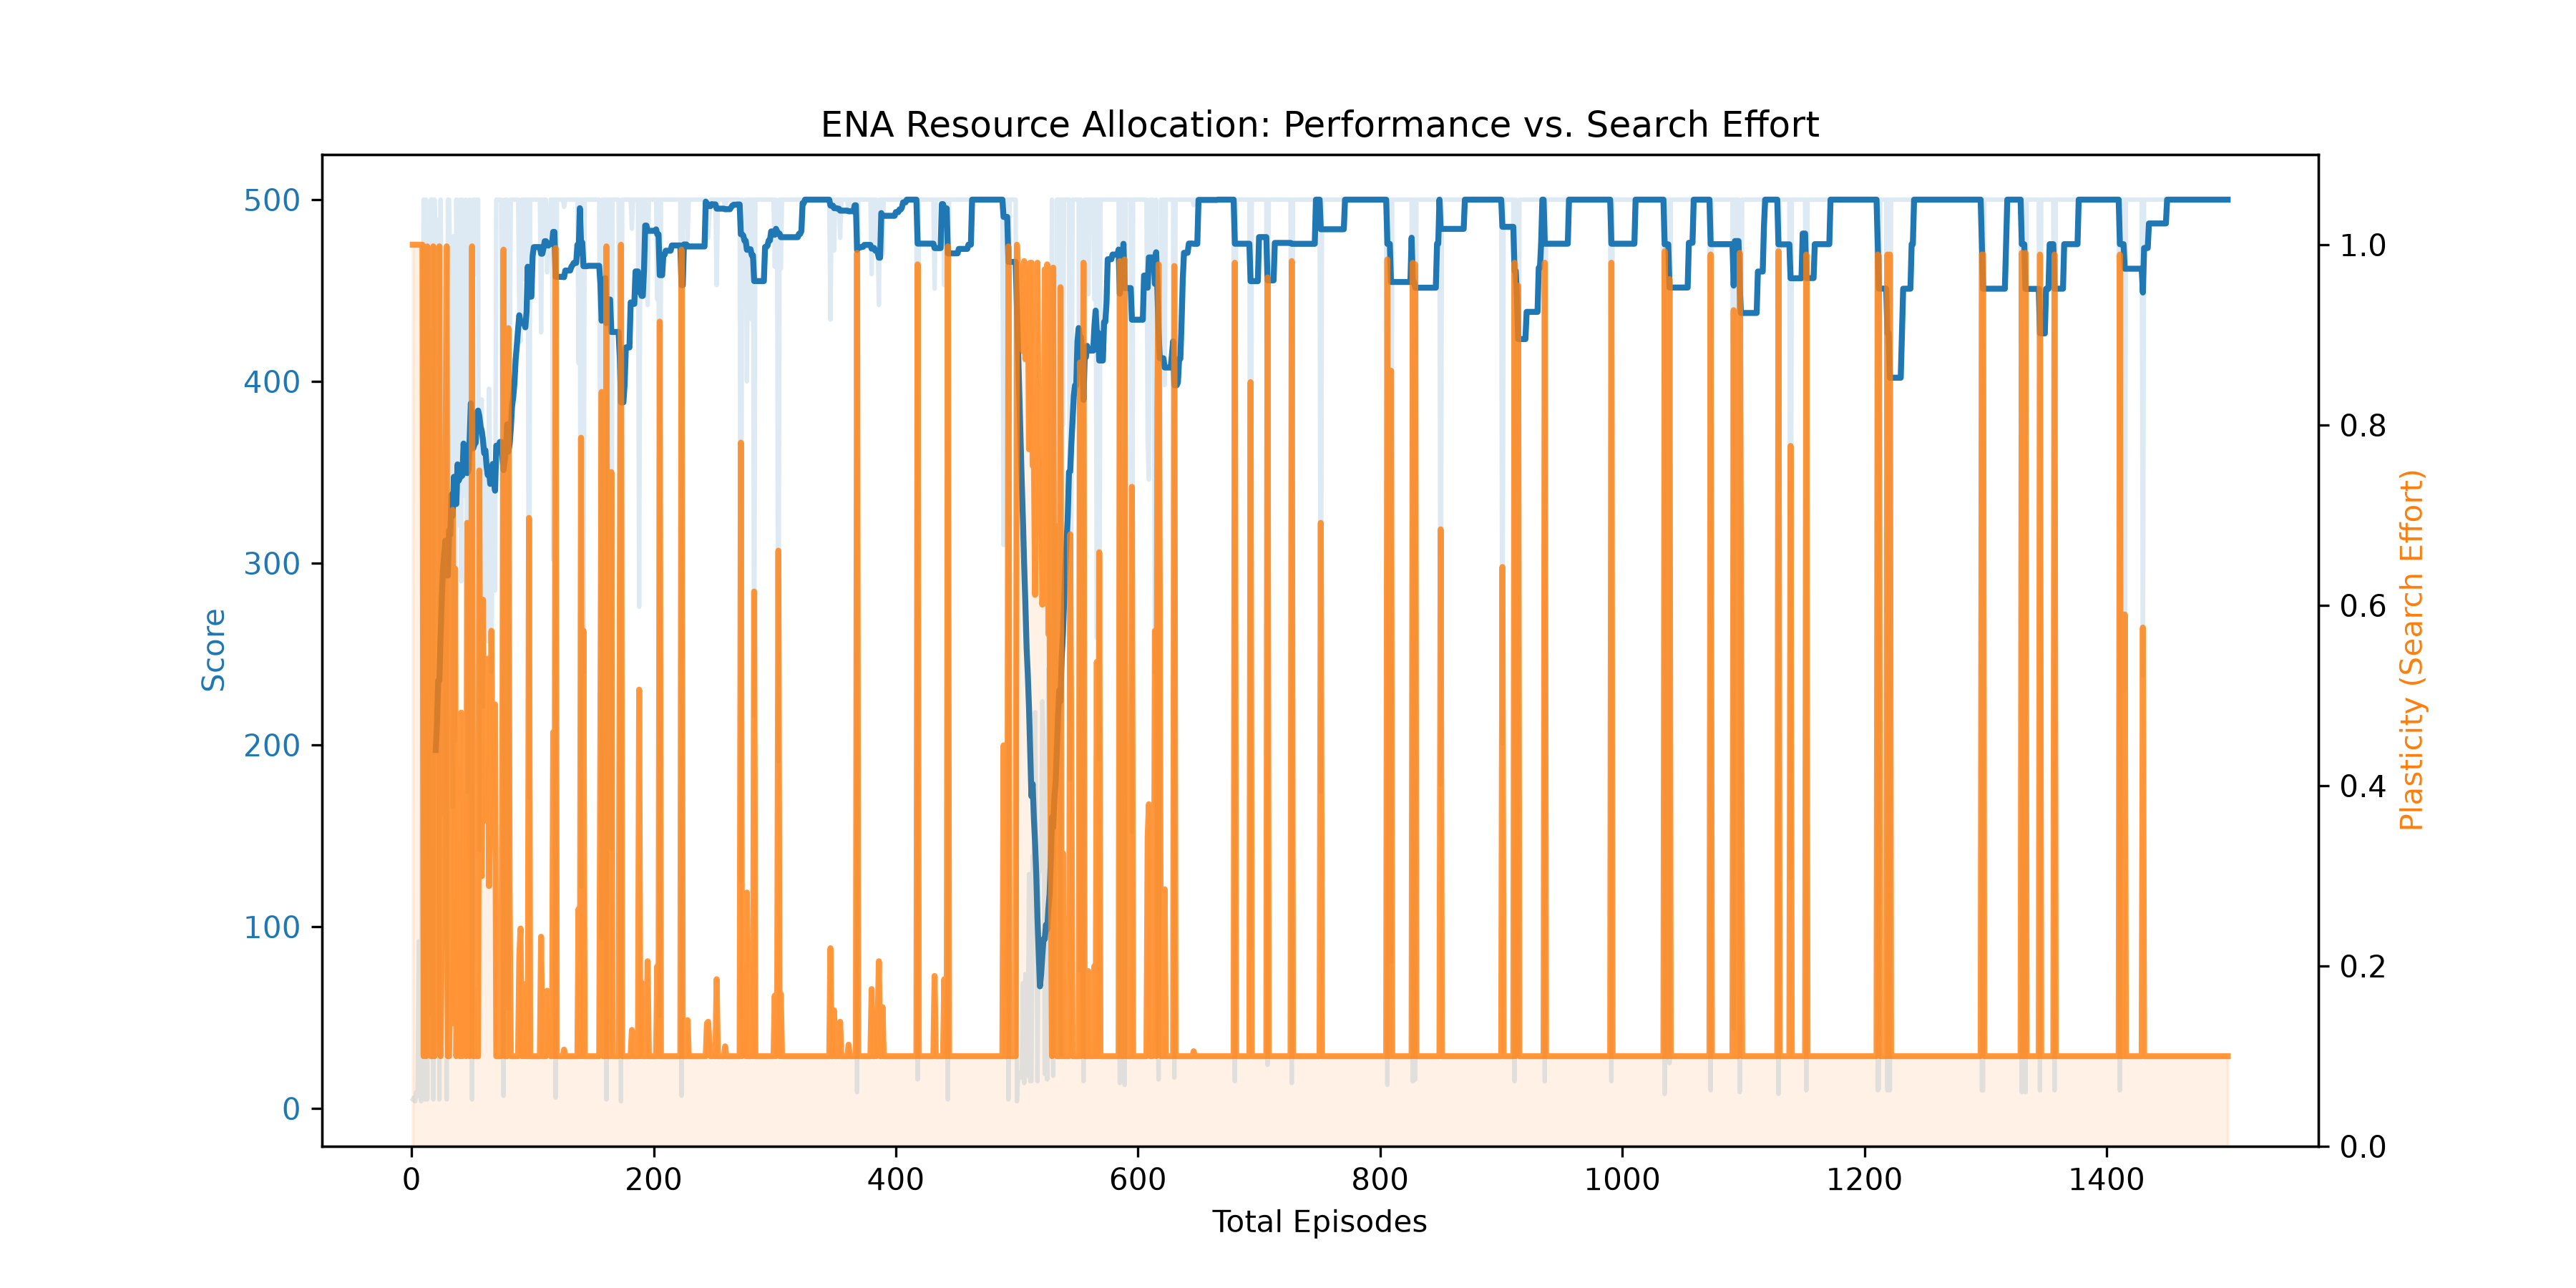 ENA Resource Allocation: Performance vs. Search Effort
500
400
300
200
100
0
Score
1.0
0.8
0.6
0.4
0.2
0.0
Plasticity (Search Effort)
0 200 400 600 800 1000 1200 1400
Total Episodes